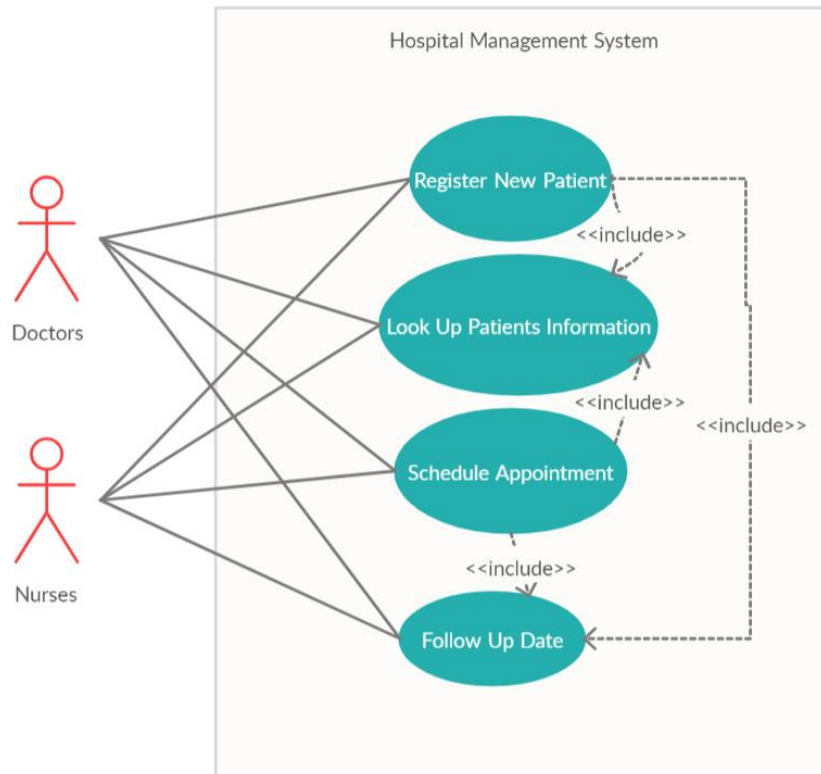 Hospital Management System
Register New Patient
<<include>>
Doctors
Look Up Patients Information
<<include>>
<<include>>
Schedule Appointment
<<include>>
Nurses
Follow Up Date